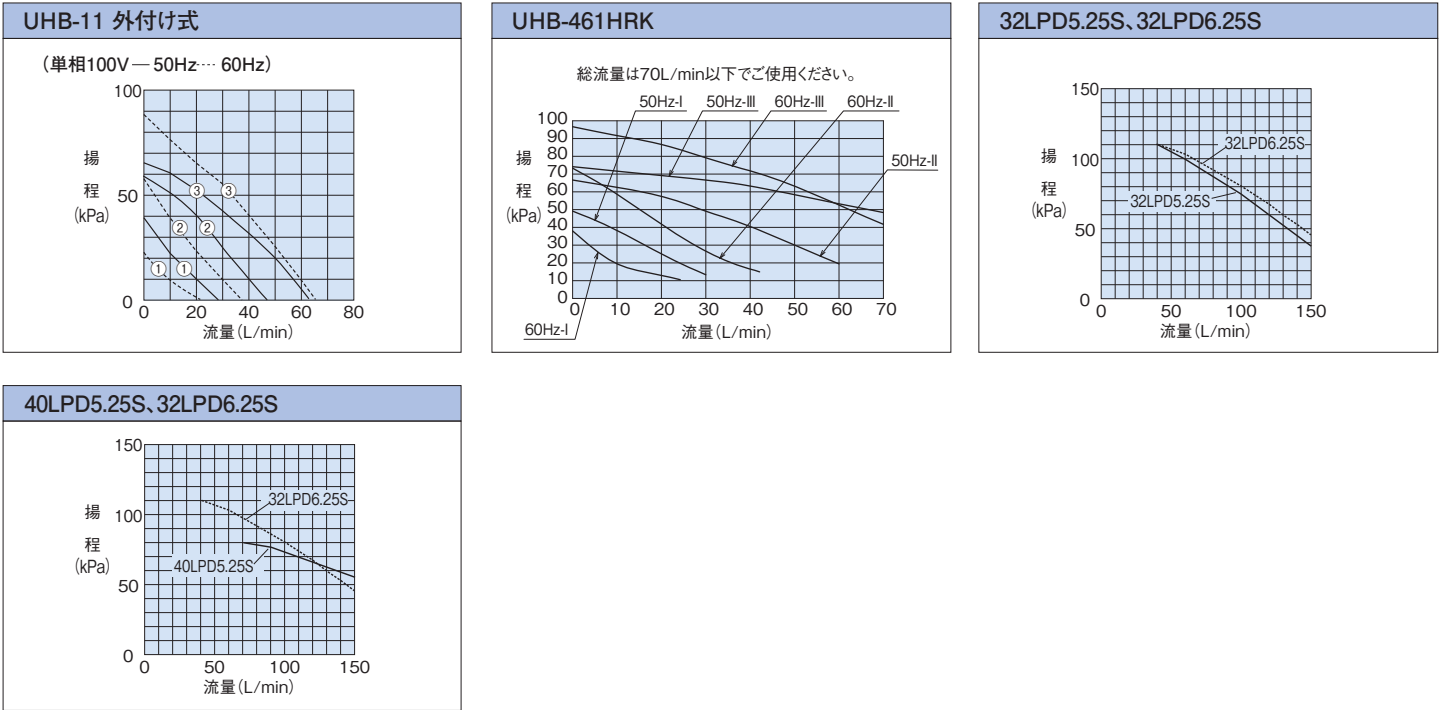 UHB-11 外付け式
(単相100V — 50Hz ···· 60Hz)
100
50
0
揚
程
(kPa)
③ ③
② ②
① ①
0 20 40 60 80
流量(L/min)
UHB-461HRK
総流量は70L/min以下でご使用ください。
50Hz-Ⅰ 50Hz-Ⅲ 60Hz-Ⅲ 60Hz-Ⅱ
50Hz-Ⅱ
100
90
80
70
60
50
40
30
20
10
0
揚
程
(kPa)
0 10 20 30 40 50 60 70
60Hz-Ⅰ
流量(L/min)
32LPD5.25S、32LPD6.25S
150
100
50
0
揚
程
(kPa)
32LPD6.25S
32LPD5.25S
0 50 100 150
流量(L/min)
40LPD5.25S、32LPD6.25S
150
100
50
0
揚
程
(kPa)
32LPD6.25S
40LPD5.25S
0 50 100 150
流量(L/min)